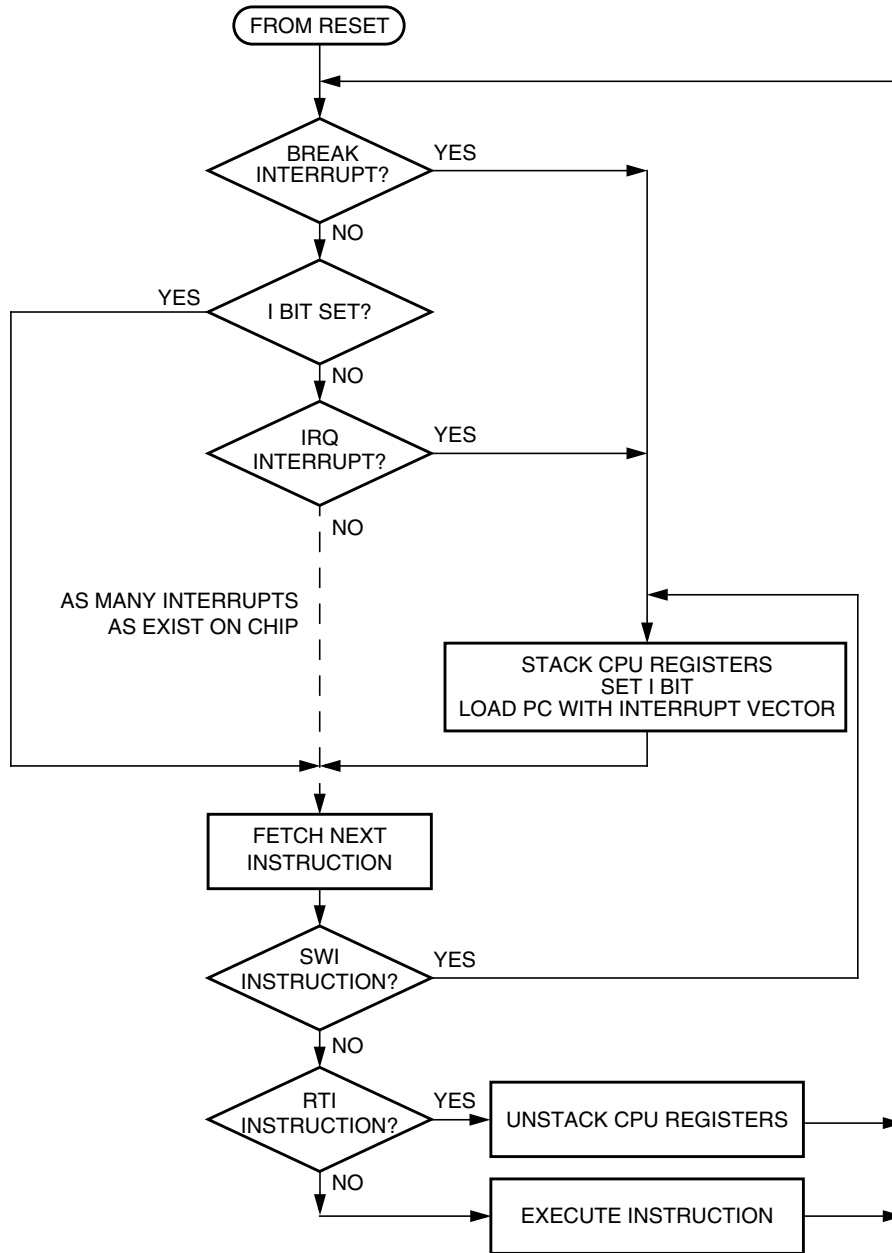 FROM RESET
BREAK
INTERRUPT?
YES
NO
YES
I BIT SET?
NO
IRQ
INTERRUPT?
YES
NO
AS MANY INTERRUPTS
AS EXIST ON CHIP
STACK CPU REGISTERS
SET I BIT
LOAD PC WITH INTERRUPT VECTOR
FETCH NEXT
INSTRUCTION
SWI
INSTRUCTION?
YES
NO
RTI
INSTRUCTION?
YES
UNSTACK CPU REGISTERS
NO
EXECUTE INSTRUCTION